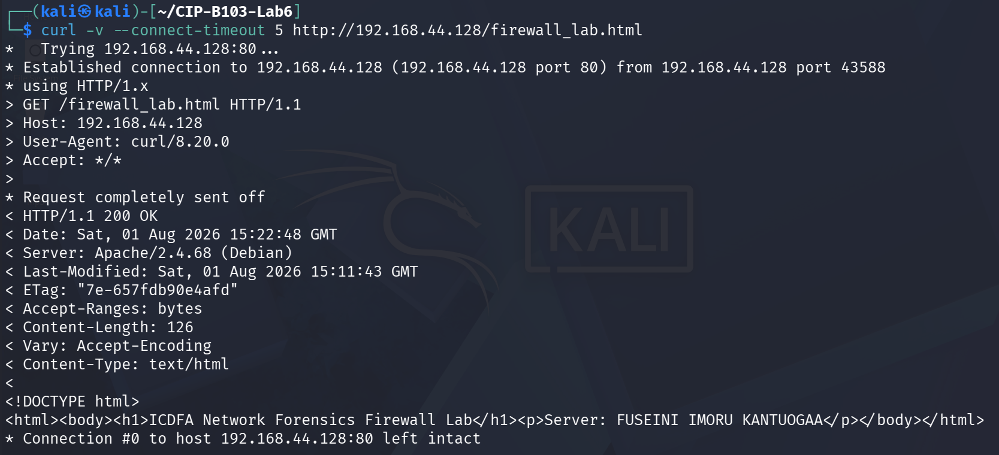 ┌──(kali㉿kali)-[~/CIP-B103-Lab6]
└─$ curl -v --connect-timeout 5 http://192.168.44.128/firewall_lab.html
*   Trying 192.168.44.128:80...
* Established connection to 192.168.44.128 (192.168.44.128 port 80) from 192.168.44.128 port 43588
* using HTTP/1.x
> GET /firewall_lab.html HTTP/1.1
> Host: 192.168.44.128
> User-Agent: curl/8.20.0
> Accept: */*
>
* Request completely sent off
< HTTP/1.1 200 OK
< Date: Sat, 01 Aug 2026 15:22:48 GMT
< Server: Apache/2.4.68 (Debian)
< Last-Modified: Sat, 01 Aug 2026 15:11:43 GMT
< ETag: "7e-657fdb90e4afd"
< Accept-Ranges: bytes
< Content-Length: 126
< Vary: Accept-Encoding
< Content-Type: text/html
<
<!DOCTYPE html>
<html><body><h1>ICDFA Network Forensics Firewall Lab</h1><p>Server: FUSEINI IMORU KANTUOGAA</p></body></html>
* Connection #0 to host 192.168.44.128:80 left intact
KALI